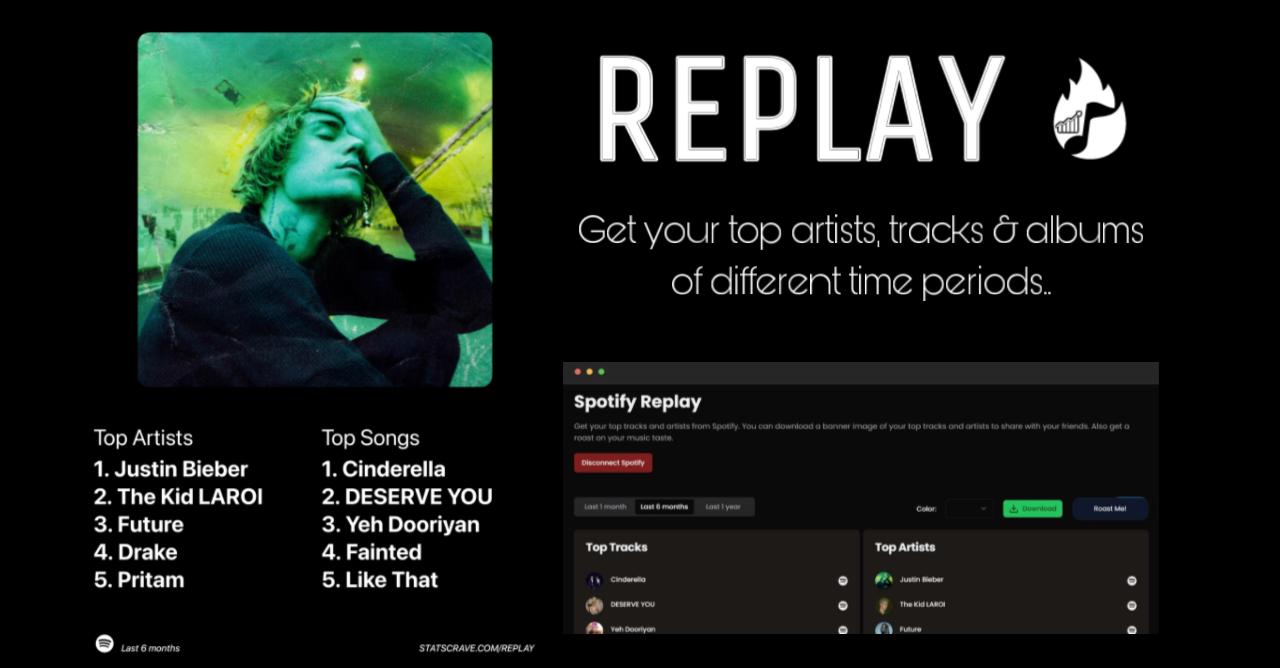 REPLAY
Get your top artists, tracks & albums
of different time periods..
Top Artists
1. Justin Bieber
2. The Kid LAROI
3. Future
4. Drake
5. Pritam
Top Songs
1. Cinderella
2. DESERVE YOU
3. Yeh Dooriyan
4. Fainted
5. Like That
Last 6 months
STATSCRAVE.COM/REPLAY
Spotify Replay
Get your top tracks and artists from Spotify. You can download a banner image of your top tracks and artists to share with your friends. Also get a
roast on your music taste.
Disconnect Spotify
Last 1 month
Last 6 months
Last 1 year
Color:
Download
Roast Me!
Top Tracks
Cinderella
DESERVE YOU
Yeh Dooriyan
Top Artists
Justin Bieber
The Kid LAROI
Future